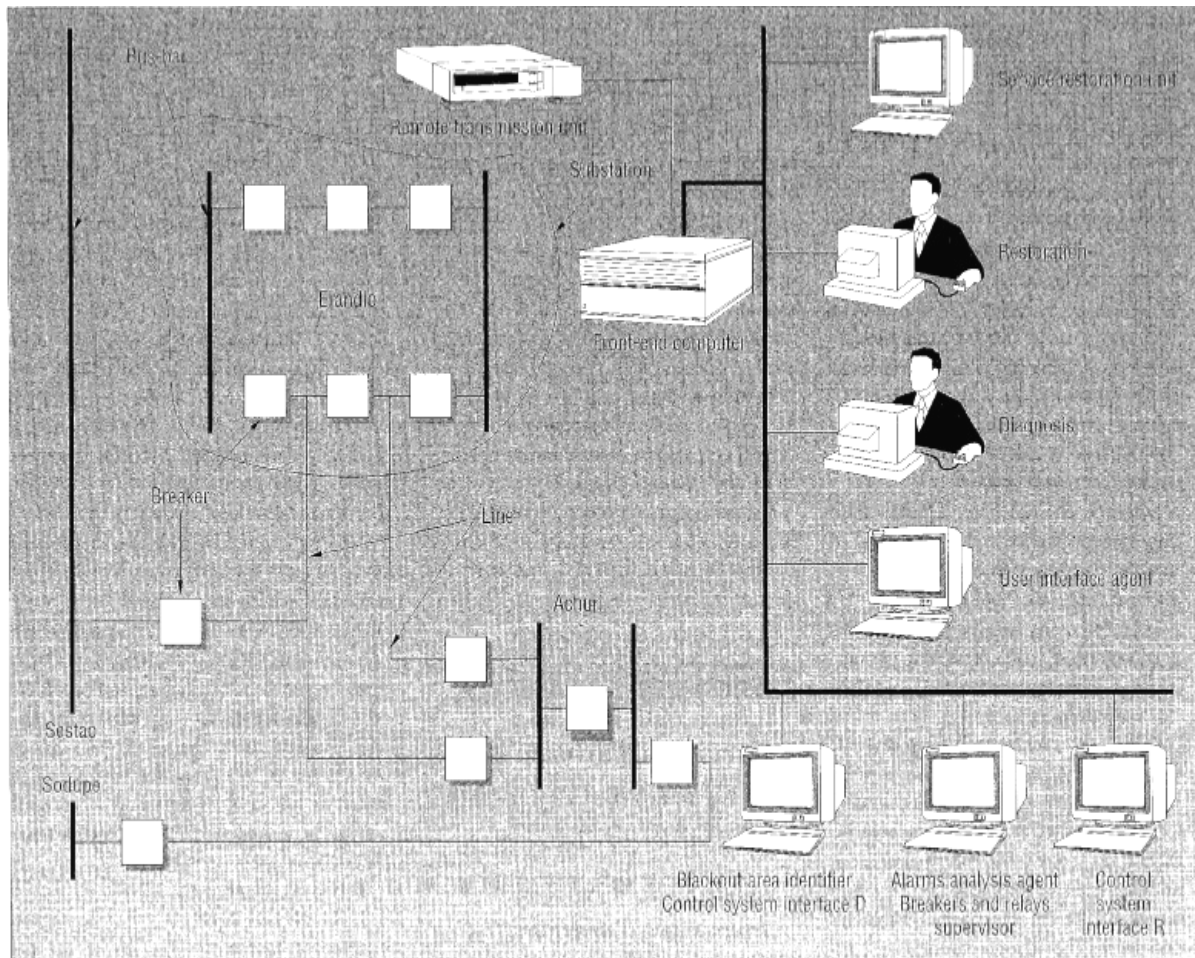 Bus-bar
Remote transmission unit
Substation
Service restoration unit
Erandio
Front-end computer
Restoration
Diagnosis
Breaker
Line
User interface agent
Achuri
Sestao
Sodupe
Blackout area identifier
Control system interface D
Alarms analysis agent
Breakers and relays
supervisor
Control
system
interface R